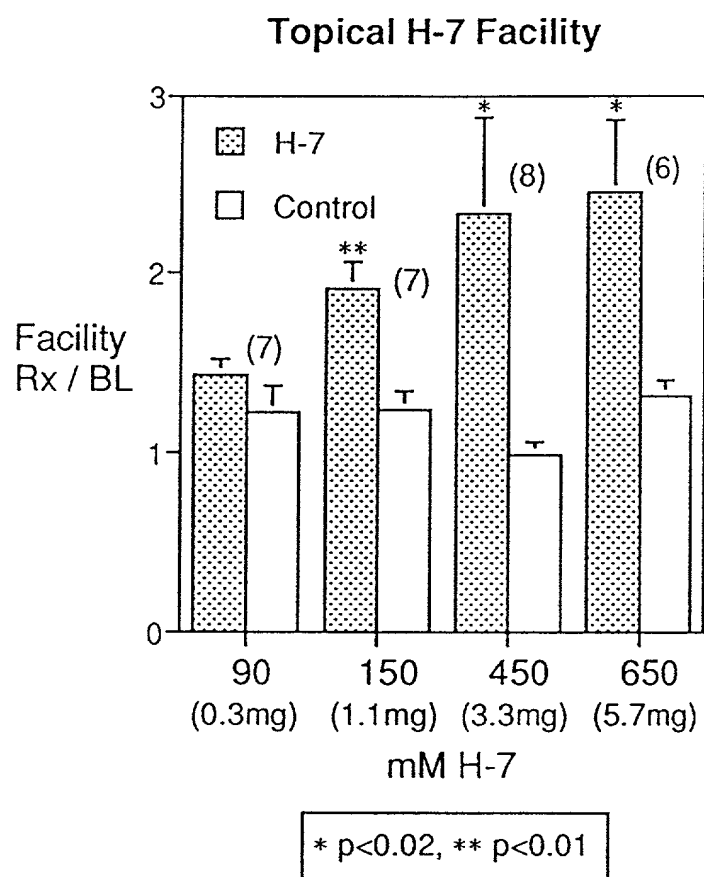 Topical H-7 Facility
3
2
1
0
Facility
Rx / BL
H-7
Control
(7)
**
(7)
*
(8)
*
(6)
90 150 450 650
(0.3mg) (1.1mg) (3.3mg) (5.7mg)
mM H-7
* p<0.02, ** p<0.01